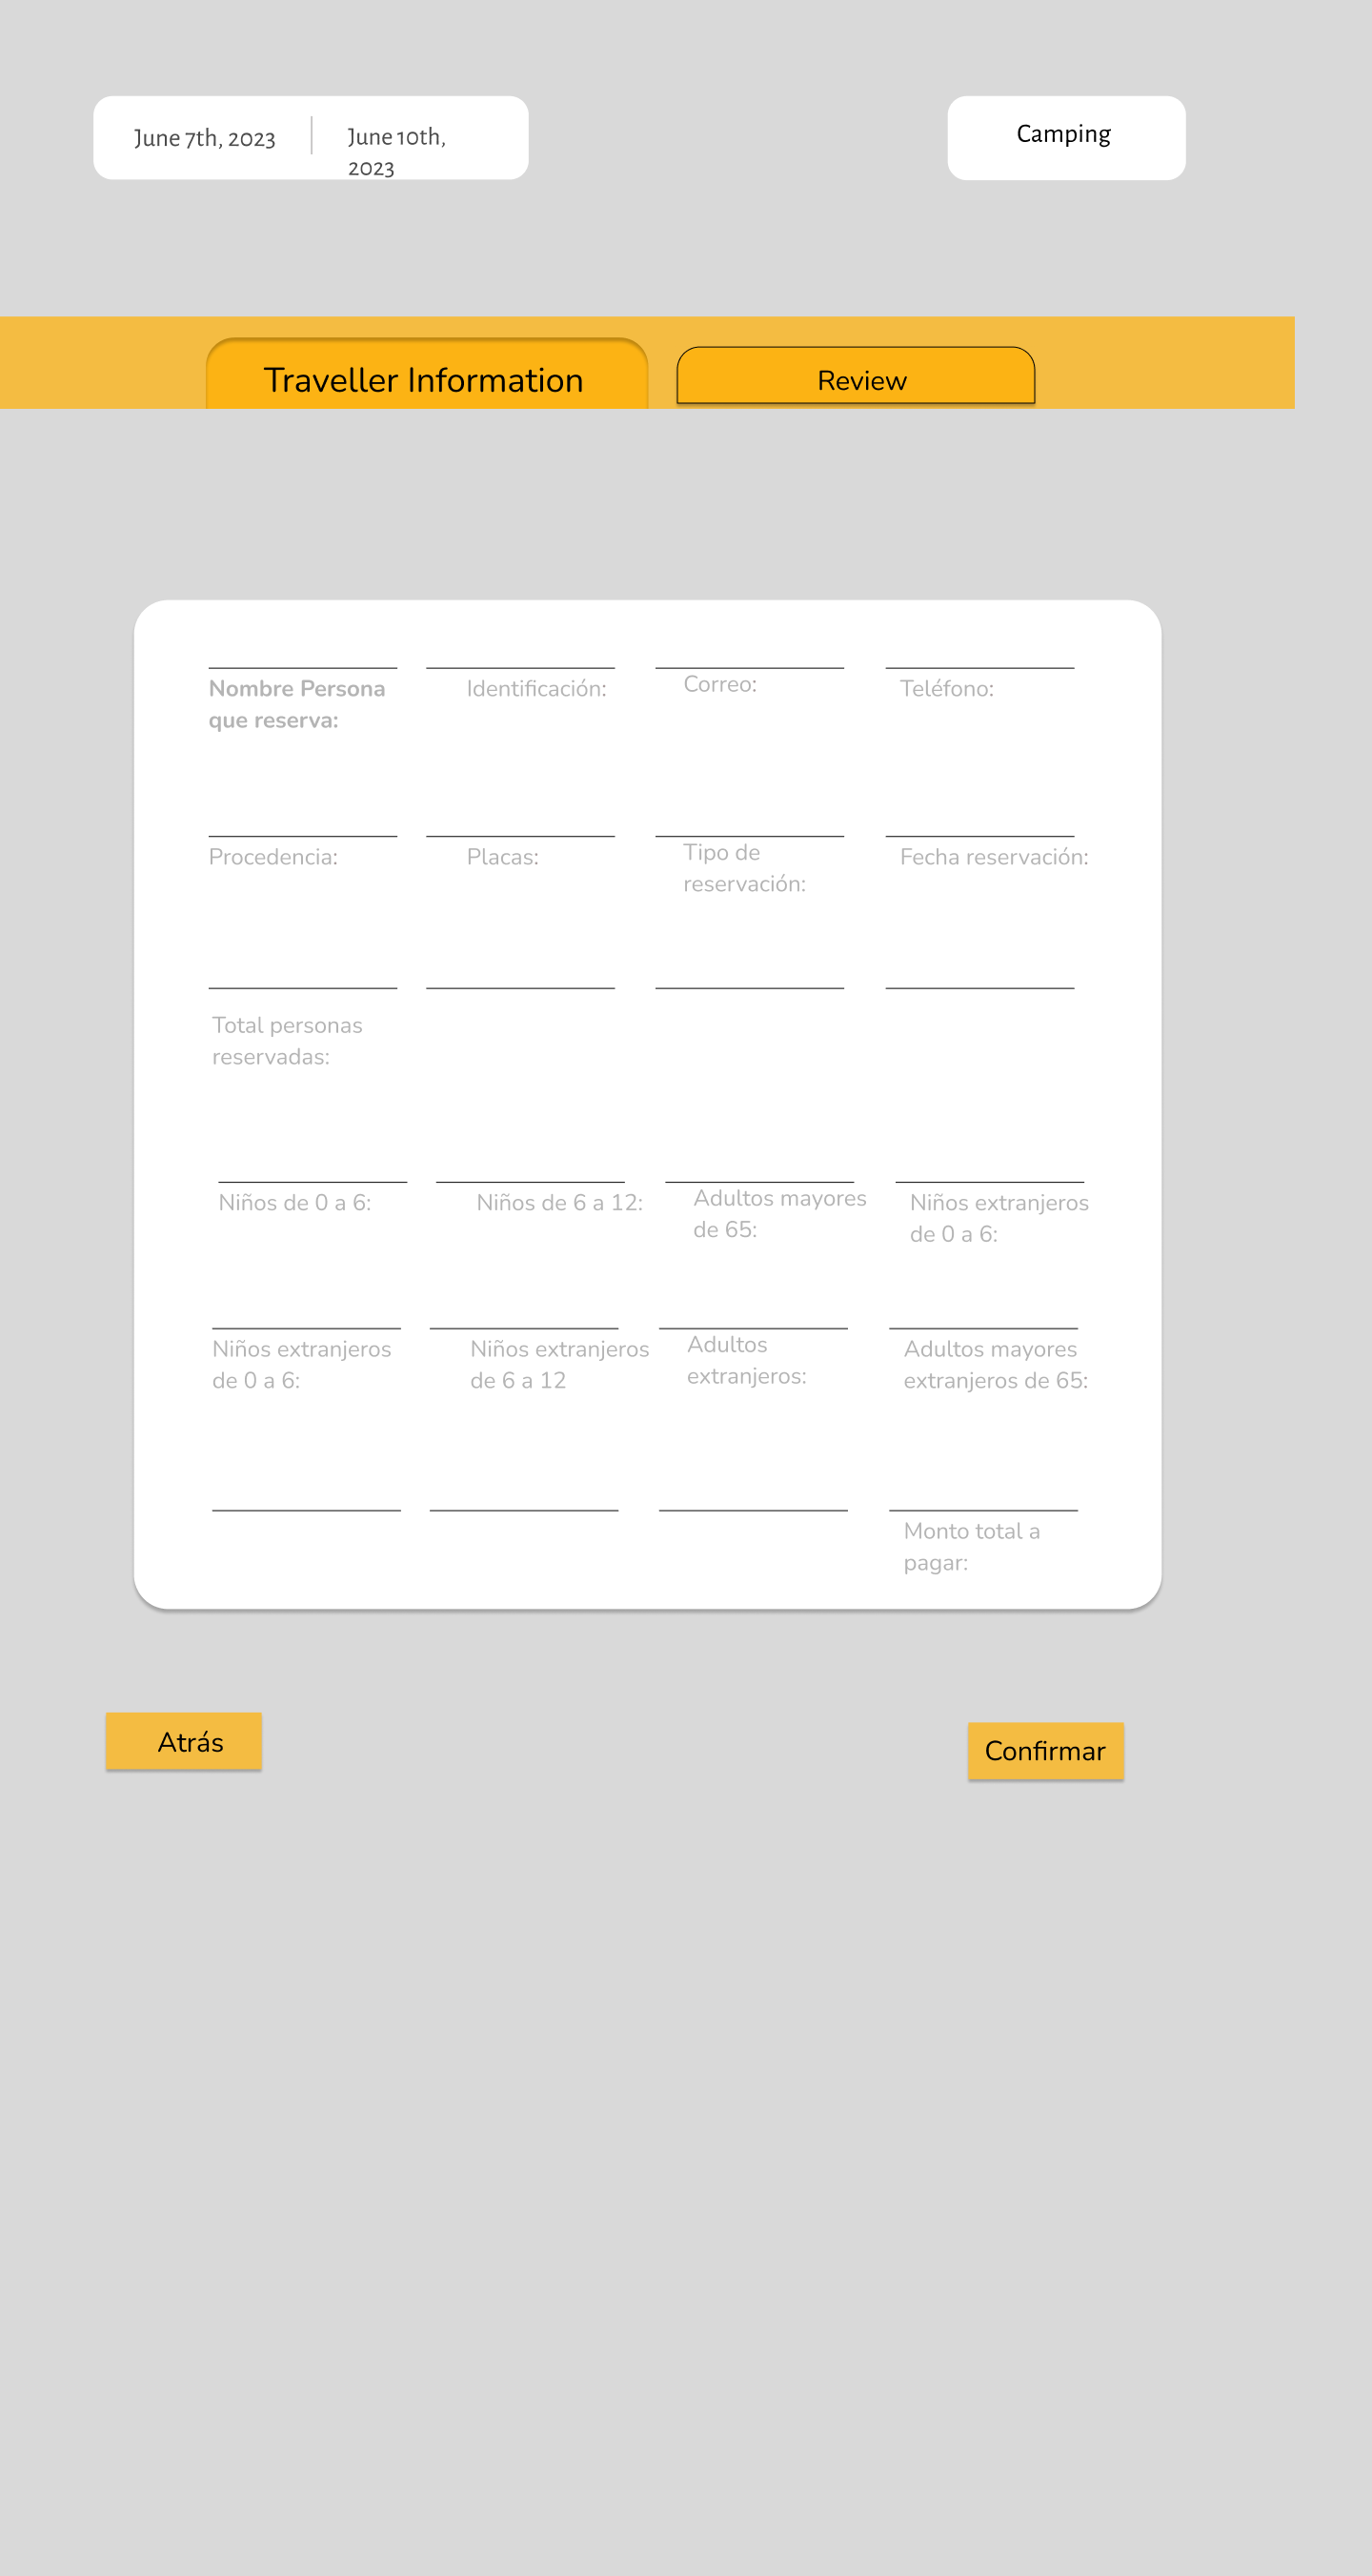 June 7th, 2023
June 10th,
2023
Camping
Traveller Information
Review
Nombre Persona
que reserva:
Identificación:
Correo:
Teléfono:
Procedencia:
Placas:
Tipo de
reservación:
Fecha reservación:
Total personas
reservadas:
Niños de 0 a 6:
Niños de 6 a 12:
Adultos mayores
de 65:
Niños extranjeros
de 0 a 6:
Niños extranjeros
de 0 a 6:
Niños extranjeros
de 6 a 12
Adultos
extranjeros:
Adultos mayores
extranjeros de 65:
Monto total a
pagar:
Atrás
Confirmar